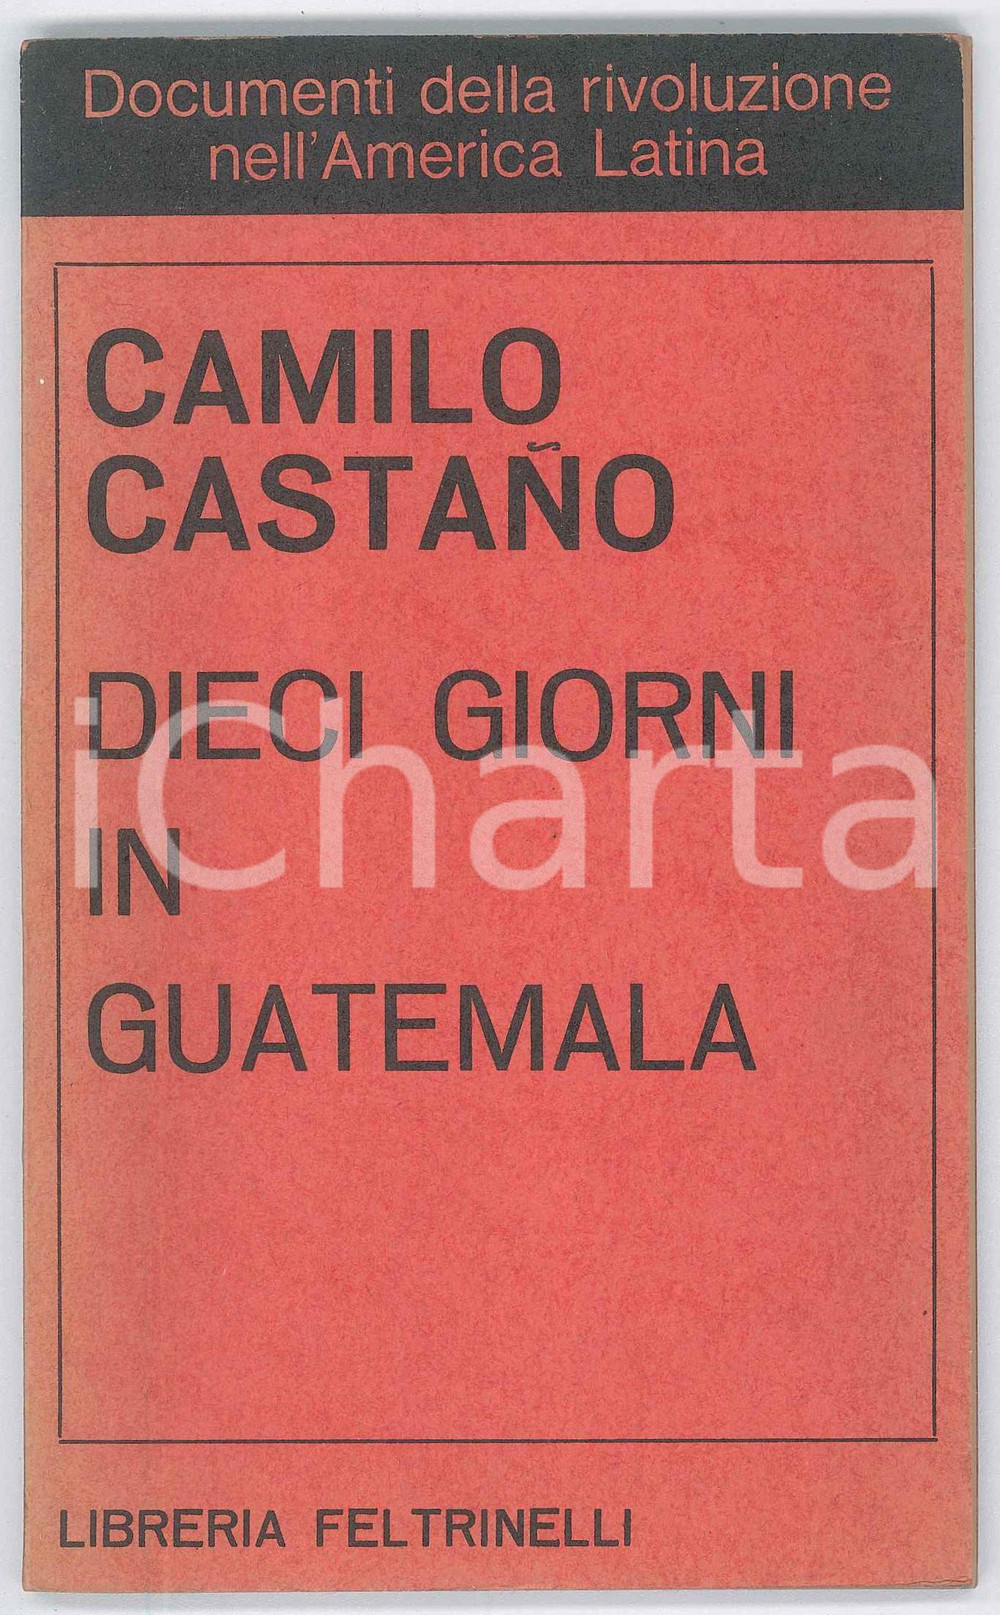 Documenti della rivoluzione
nell'America Latina
CAMILO
CASTAÑO
DIECI GIORNI
IN
GUATEMALA
iCharta
LIBRERIA FELTRINELLI